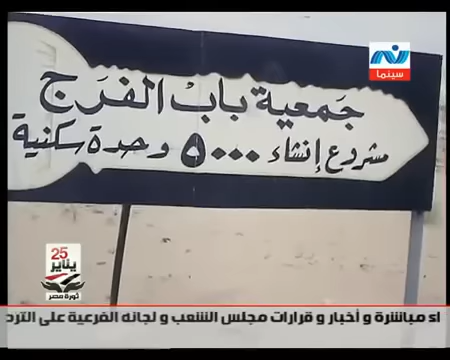 جمعية باب الفرج
مشروع إنشاء ٥٠٠٠ وحدة سكنية
سينما
25
يناير
ثورة مصر
مباشرة و أخبار و قرارات مجلس الشعب و لجانه الفرعية على